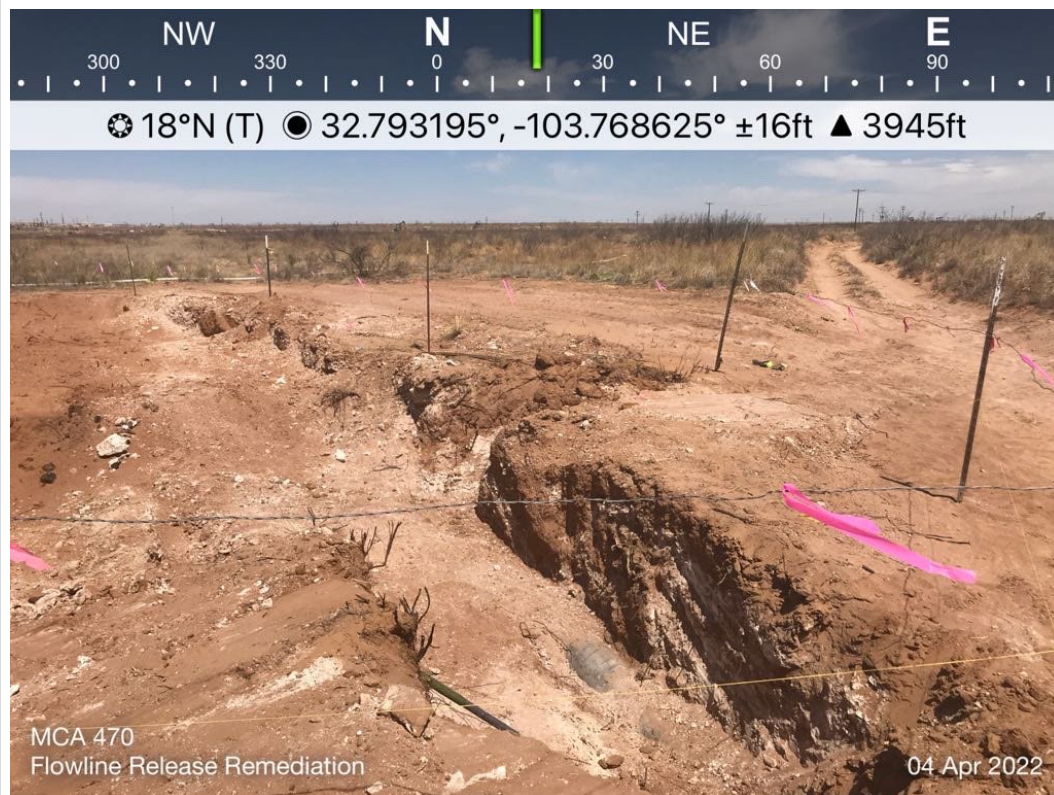 NW N NE E
300 330 0 30 60 90
18°N (T) 32.793195°, -103.768625° ±16ft ▲ 3945ft
MCA 470
Flowline Release Remediation
04 Apr 2022